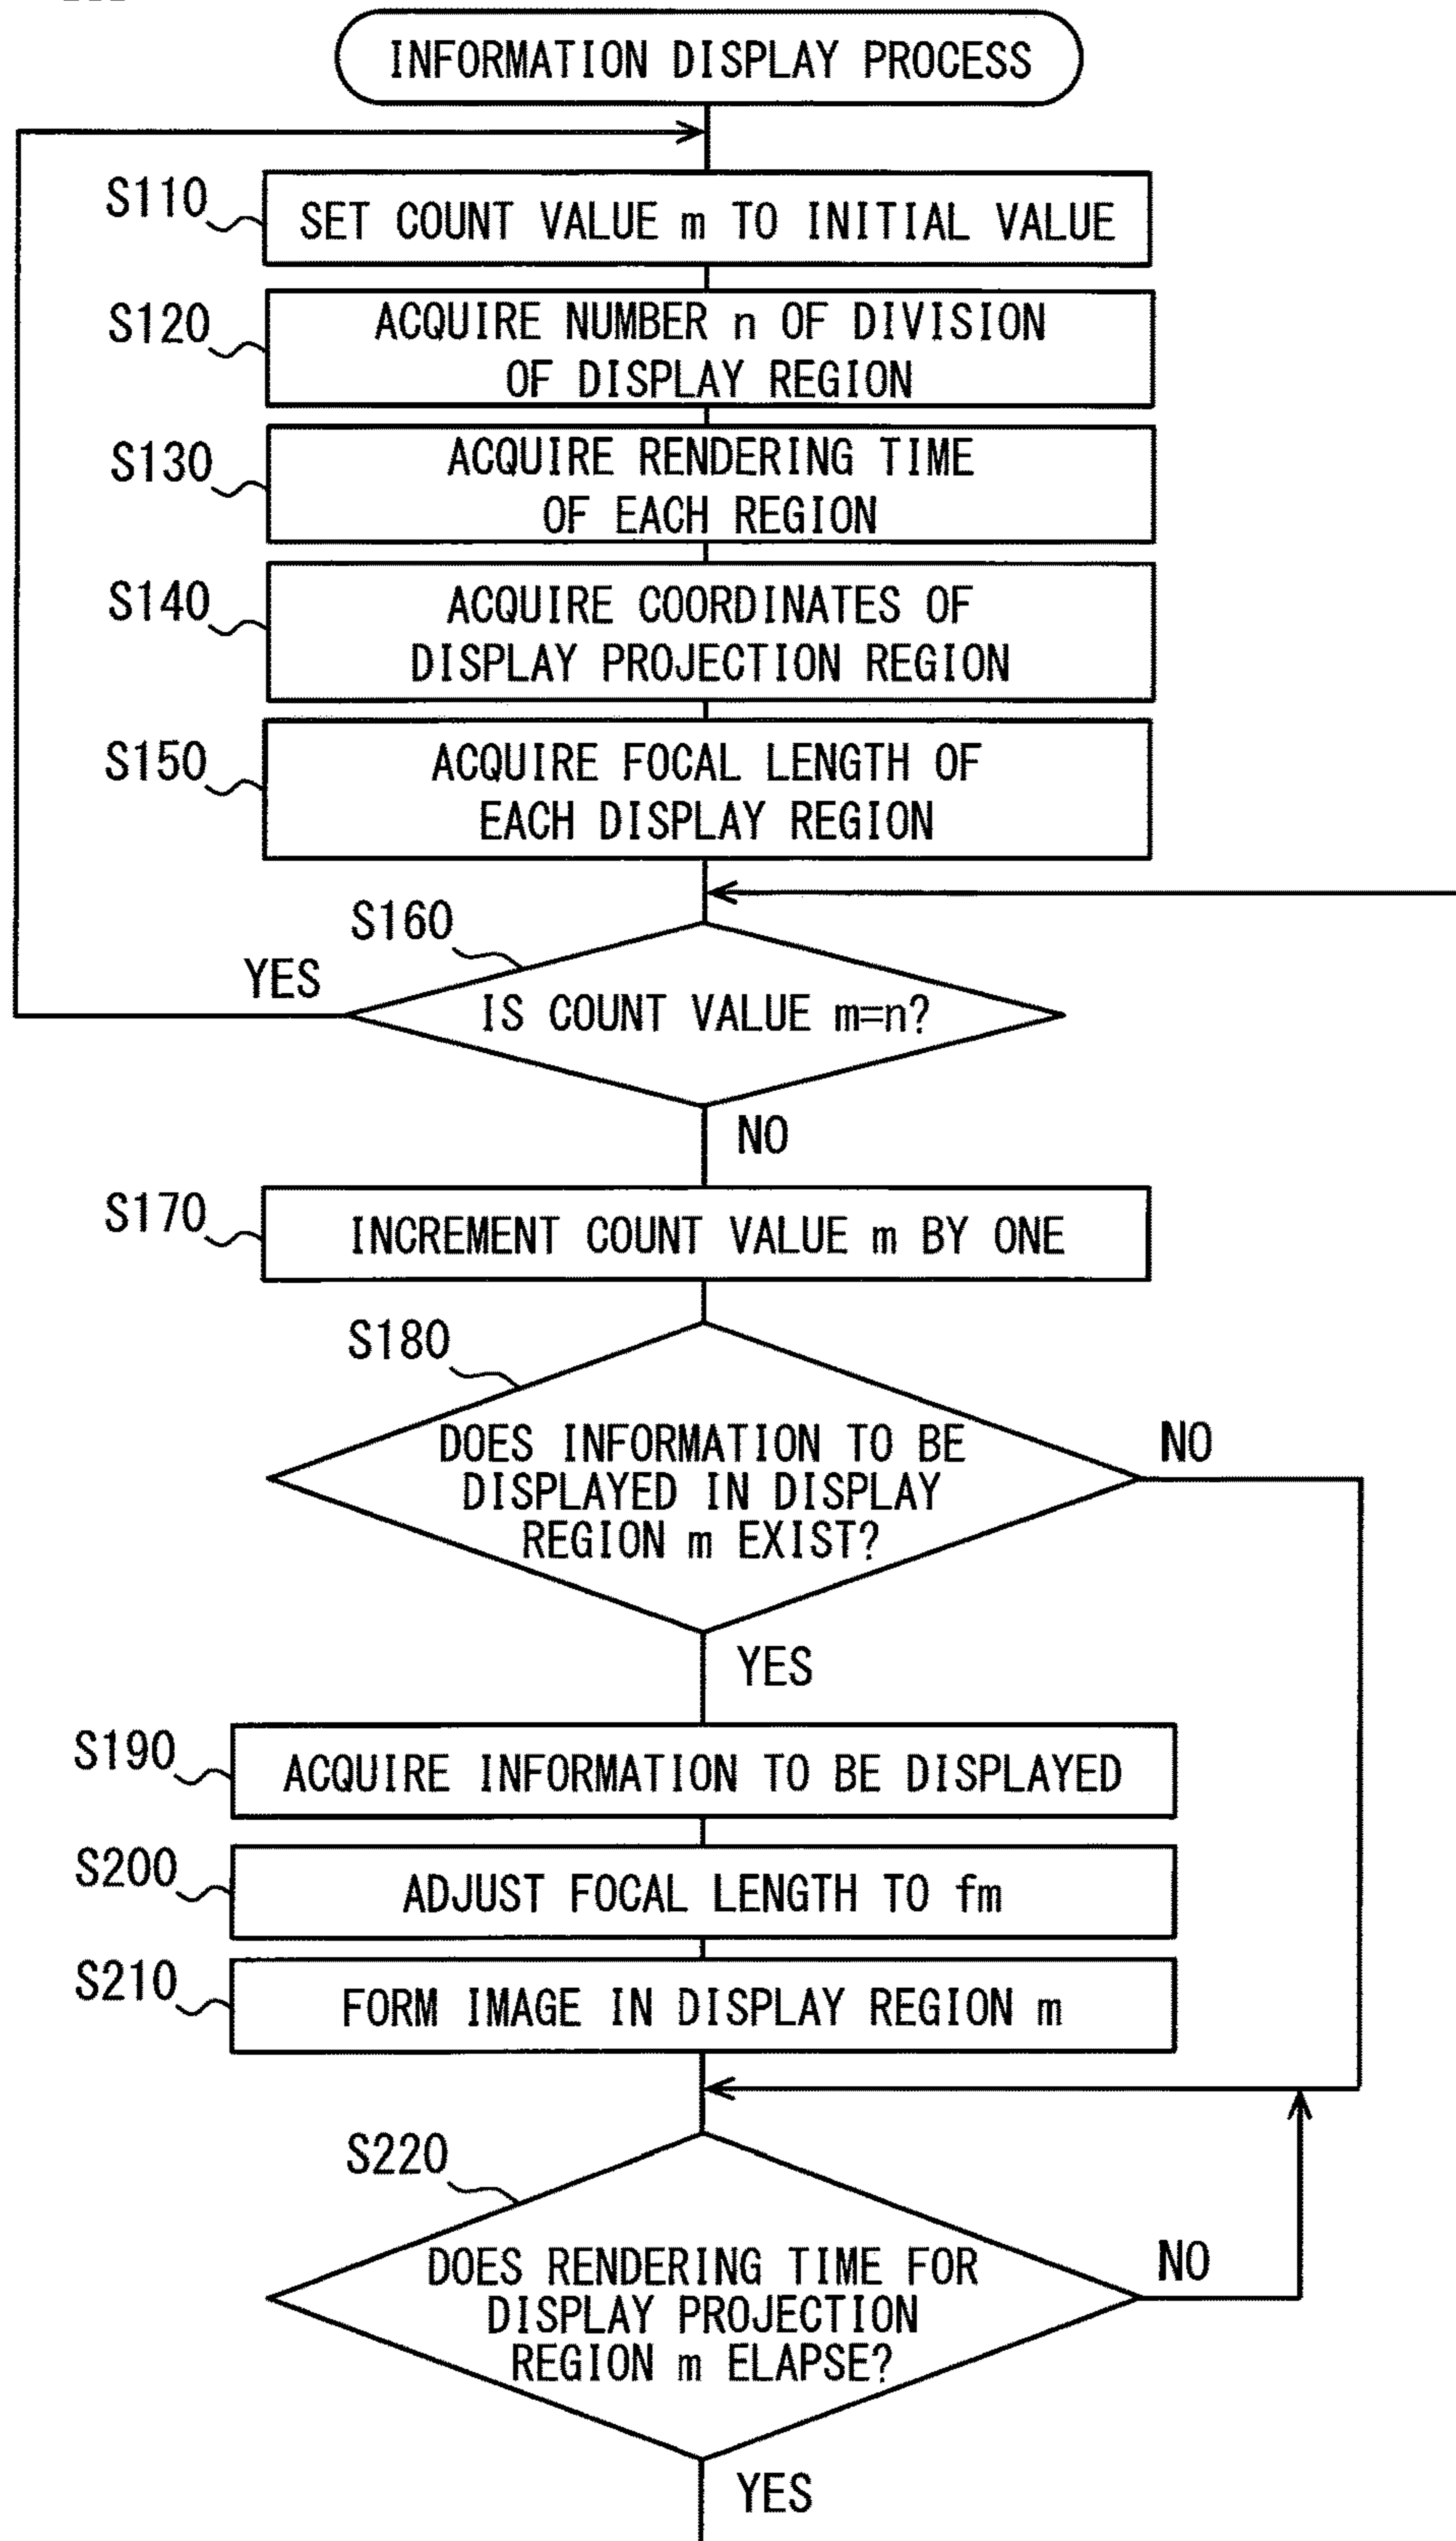 INFORMATION DISPLAY PROCESS
S110
SET COUNT VALUE m TO INITIAL VALUE
S120
ACQUIRE NUMBER n OF DIVISION
OF DISPLAY REGION
S130
ACQUIRE RENDERING TIME
OF EACH REGION
S140
ACQUIRE COORDINATES OF
DISPLAY PROJECTION REGION
S150
ACQUIRE FOCAL LENGTH OF
EACH DISPLAY REGION
S160
YES
IS COUNT VALUE m=n?
NO
S170
INCREMENT COUNT VALUE m BY ONE
S180
DOES INFORMATION TO BE
DISPLAYED IN DISPLAY
REGION m EXIST?
NO
YES
S190
ACQUIRE INFORMATION TO BE DISPLAYED
S200
ADJUST FOCAL LENGTH TO fm
S210
FORM IMAGE IN DISPLAY REGION m
S220
DOES RENDERING TIME FOR
DISPLAY PROJECTION
REGION m ELAPSE?
NO
YES